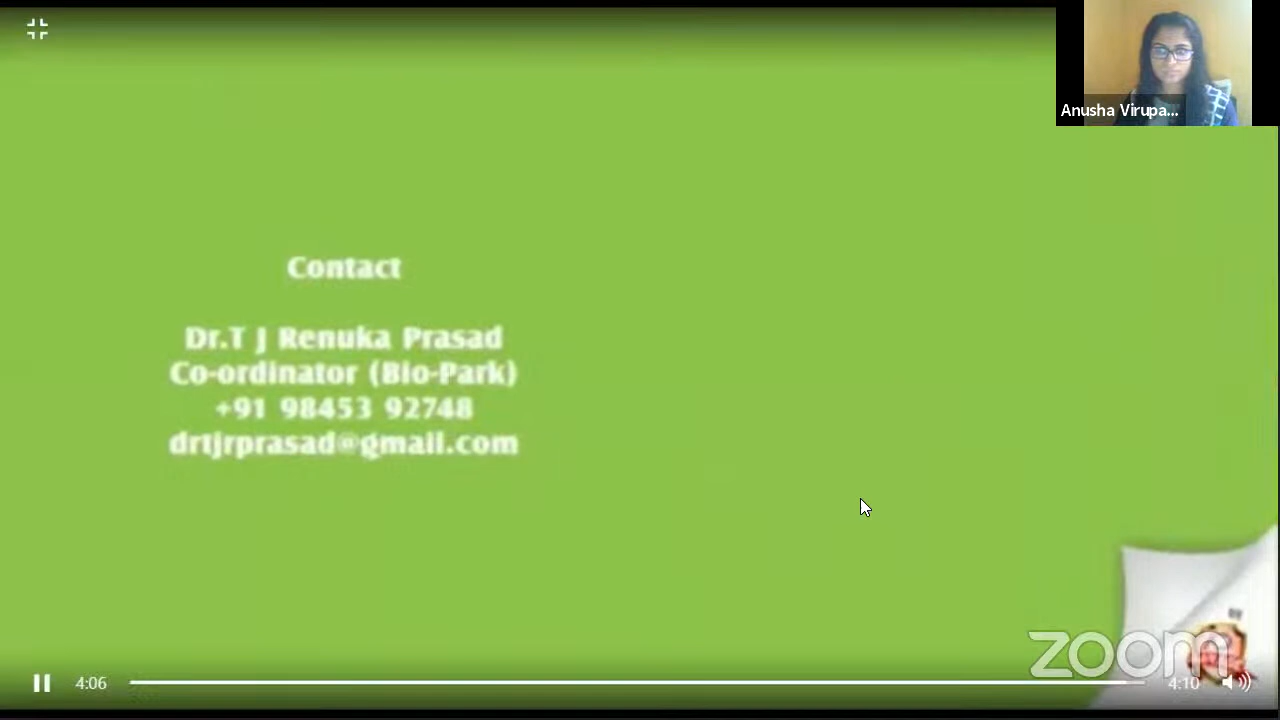 Anusha Virupa...
Contact
Dr.T J Renuka Prasad
Co-ordinator (Bio-Park)
+91 98453 92748
drtjrprasad@gmail.com
zoom
4:06
4:10